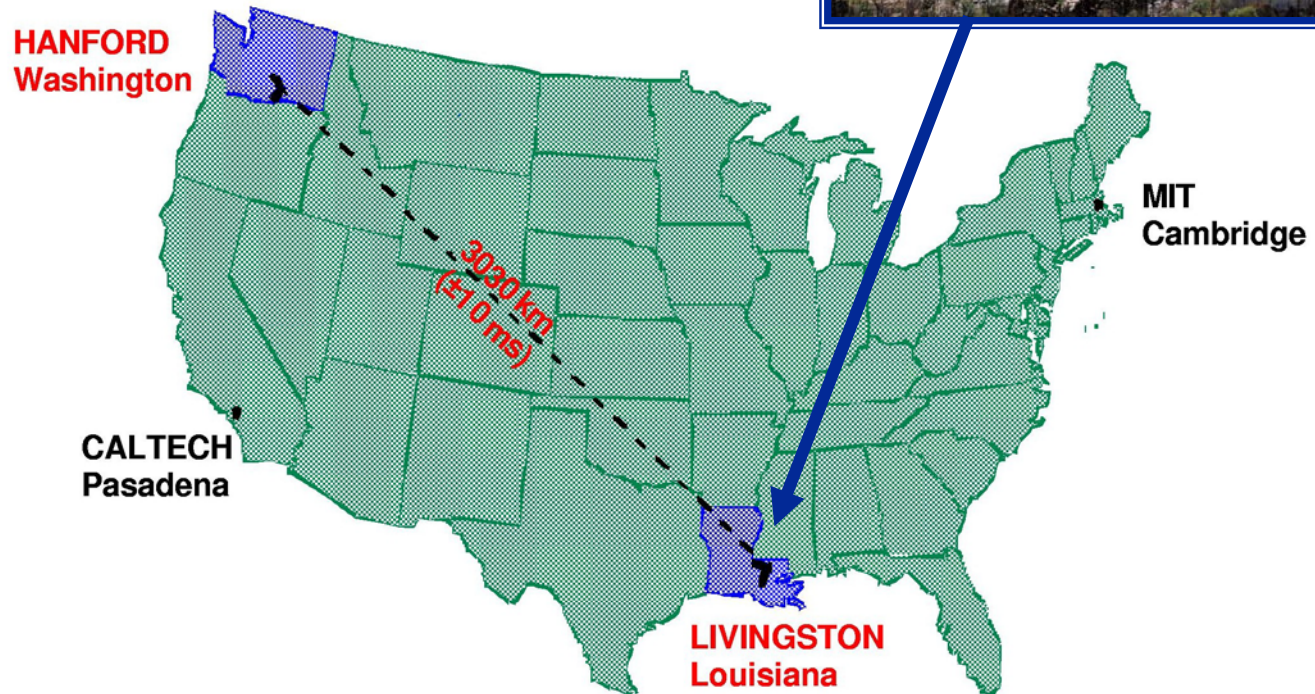 HANFORD
Washington
MIT
Cambridge
3030 km
(±10 ms)
CALTECH
Pasadena
LIVINGSTON
Louisiana